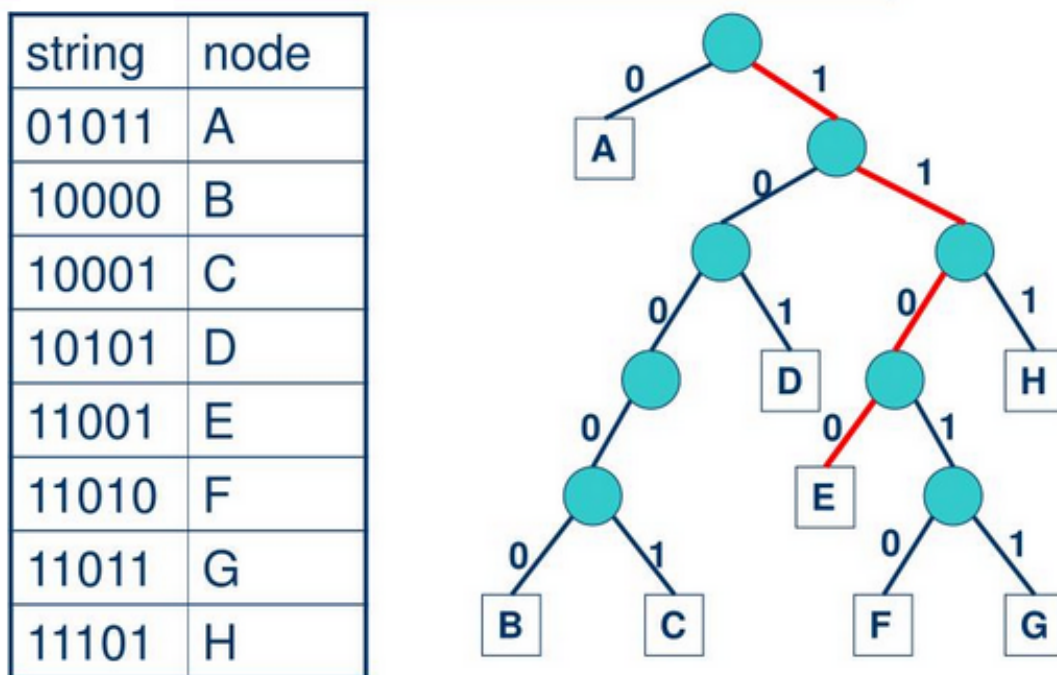 string node
01011 A
10000 B
10001 C
10101 D
11001 E
11010 F
11011 G
11101 H
0 1
A
0 1
0 1 0 1
D H
0 0 1
E
0 1 0 1
B C F G